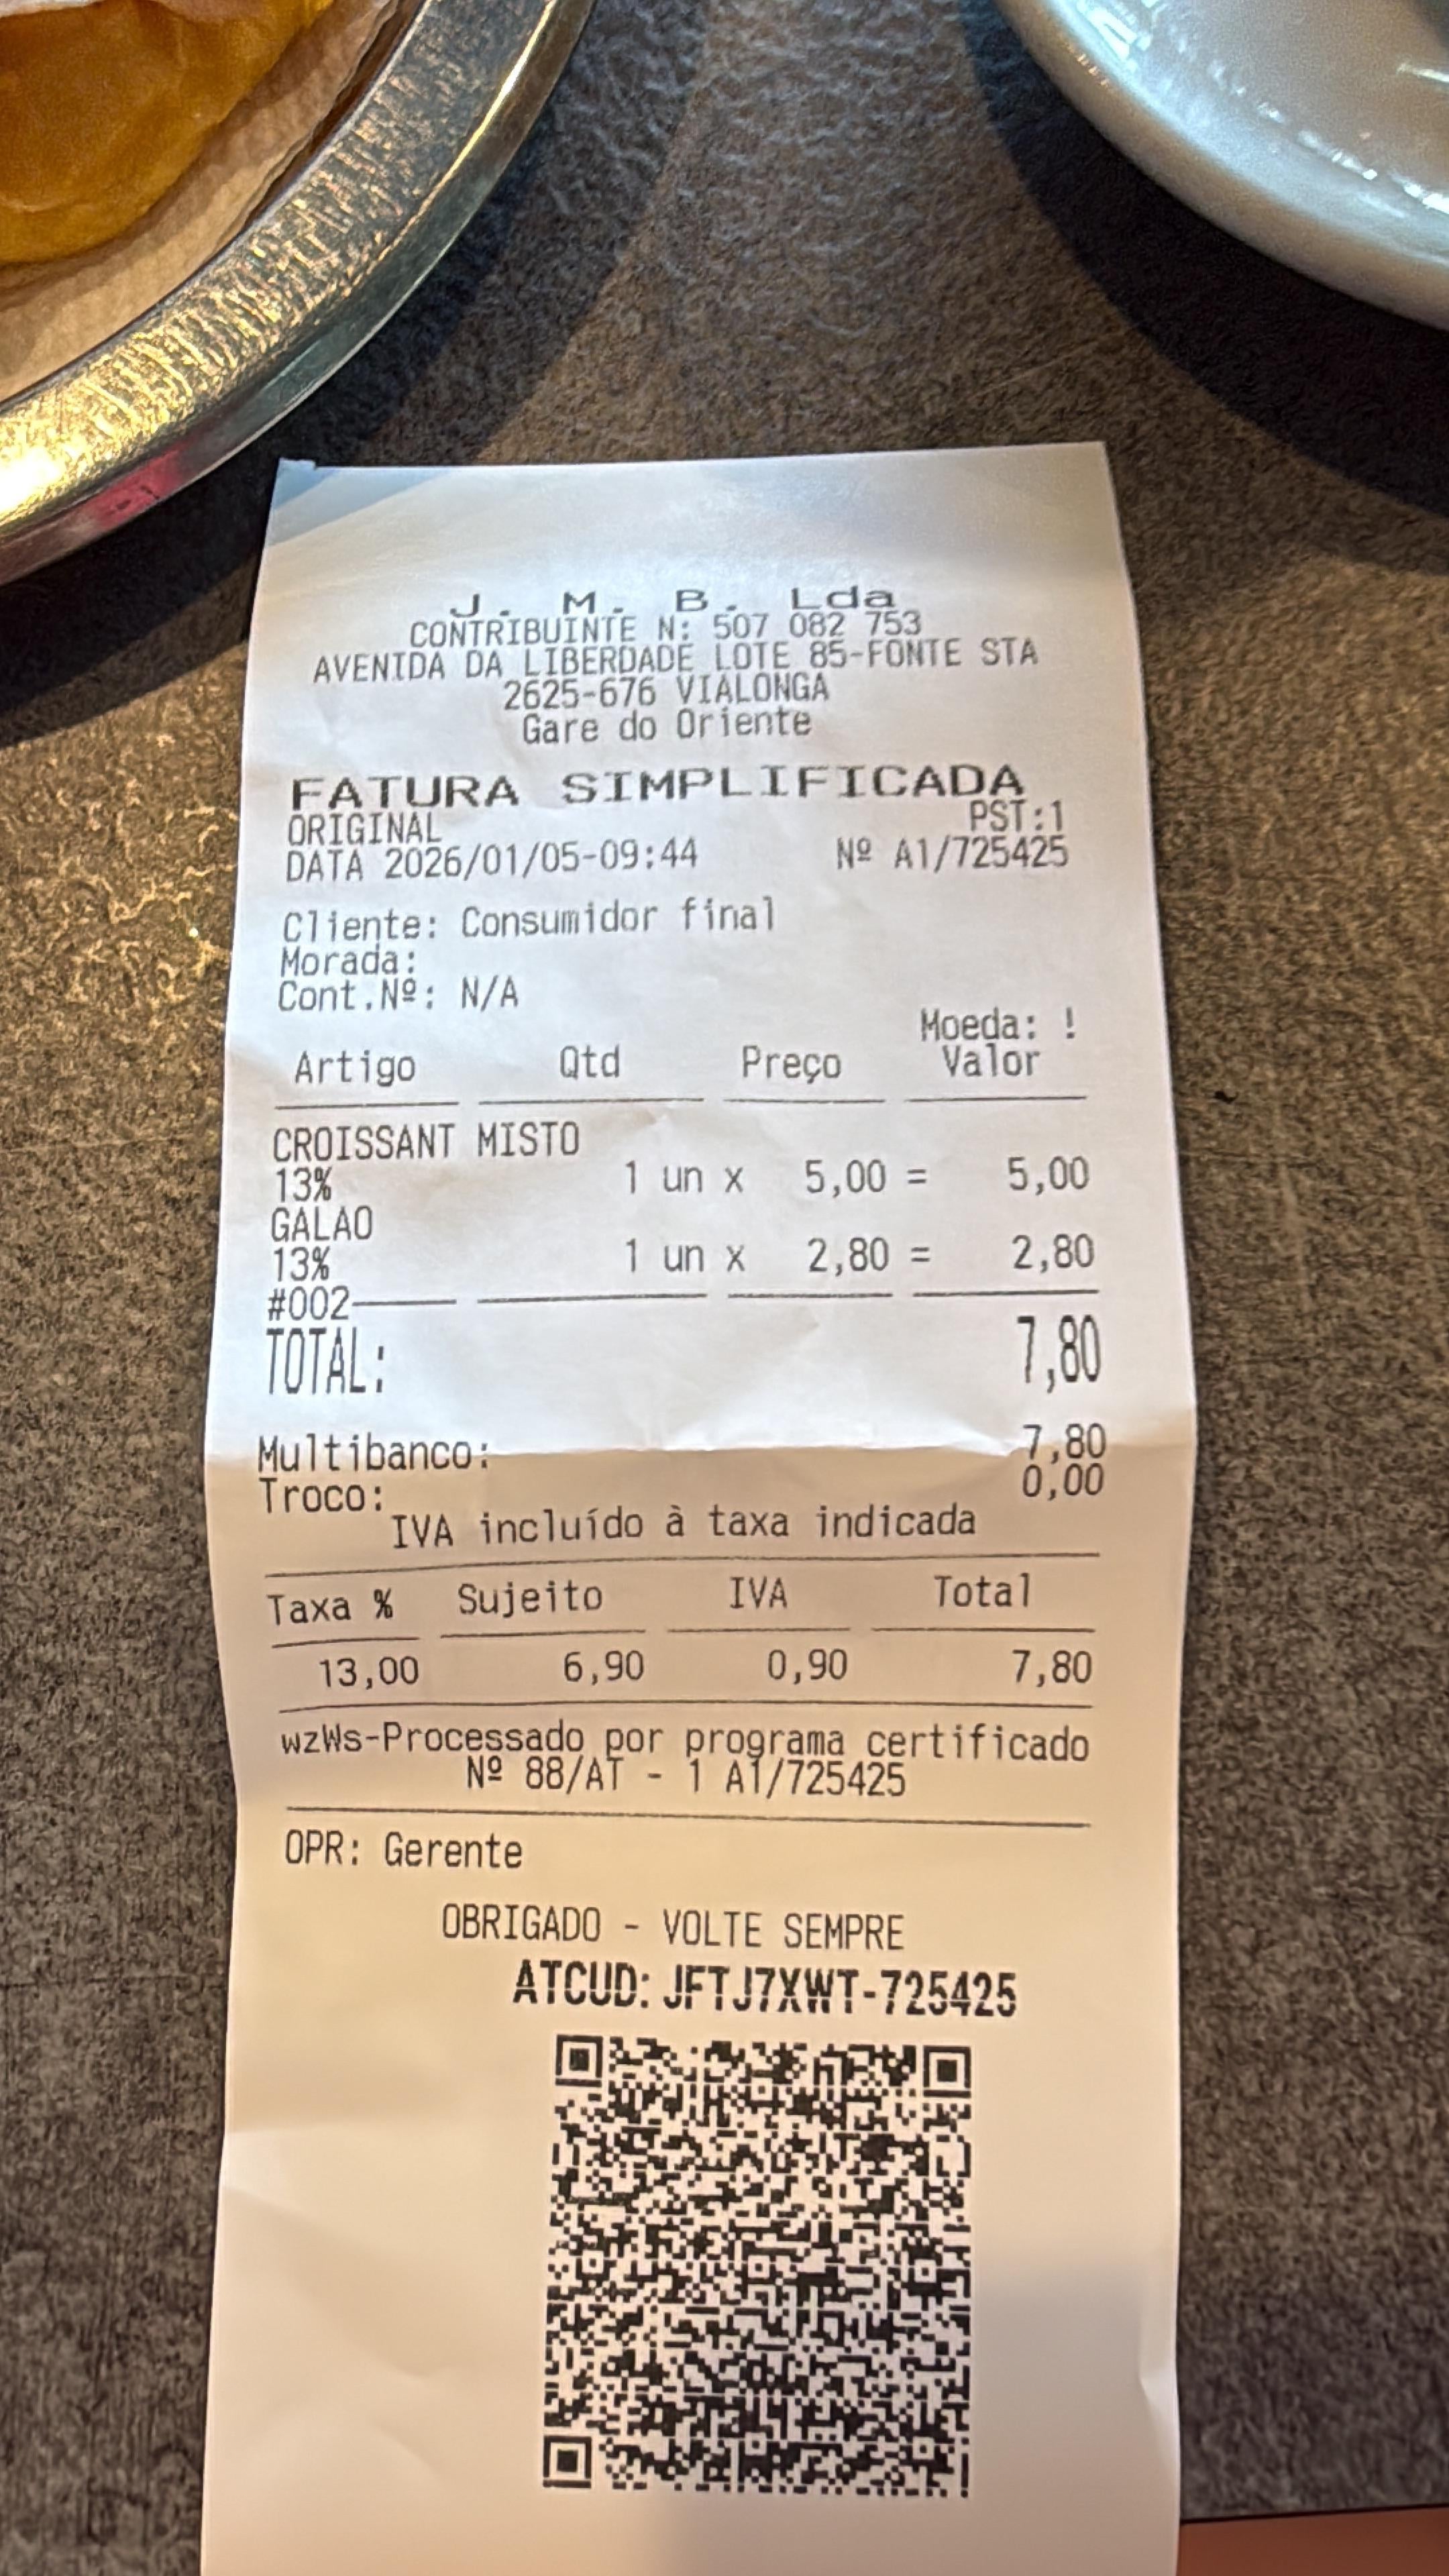 J. M. B. Lda
CONTRIBUINTE N: 507 082 753
AVENIDA DA LIBERDADE LOTE 85-FONTE STA
2625-676 VIALONGA
Gare do Oriente
FATURA SIMPLIFICADA
ORIGINAL PST:1
DATA 2026/01/05-09:44 Nº A1/725425
Cliente: Consumidor final
Morada:
Cont.Nº: N/A
Moeda: !
Artigo Qtd Preço Valor
CROISSANT MISTO
13% 1 un x 5,00 = 5,00
GALAO
13% 1 un x 2,80 = 2,80
#002
TOTAL: 7,80
Multibanco: 7,80
Troco: 0,00
IVA incluído à taxa indicada
Taxa % Sujeito IVA Total
13,00 6,90 0,90 7,80
wzWs-Processado por programa certificado
Nº 88/AT - 1 A1/725425
OPR: Gerente
OBRIGADO - VOLTE SEMPRE
ATCUD: JFTJ7XWT-725425